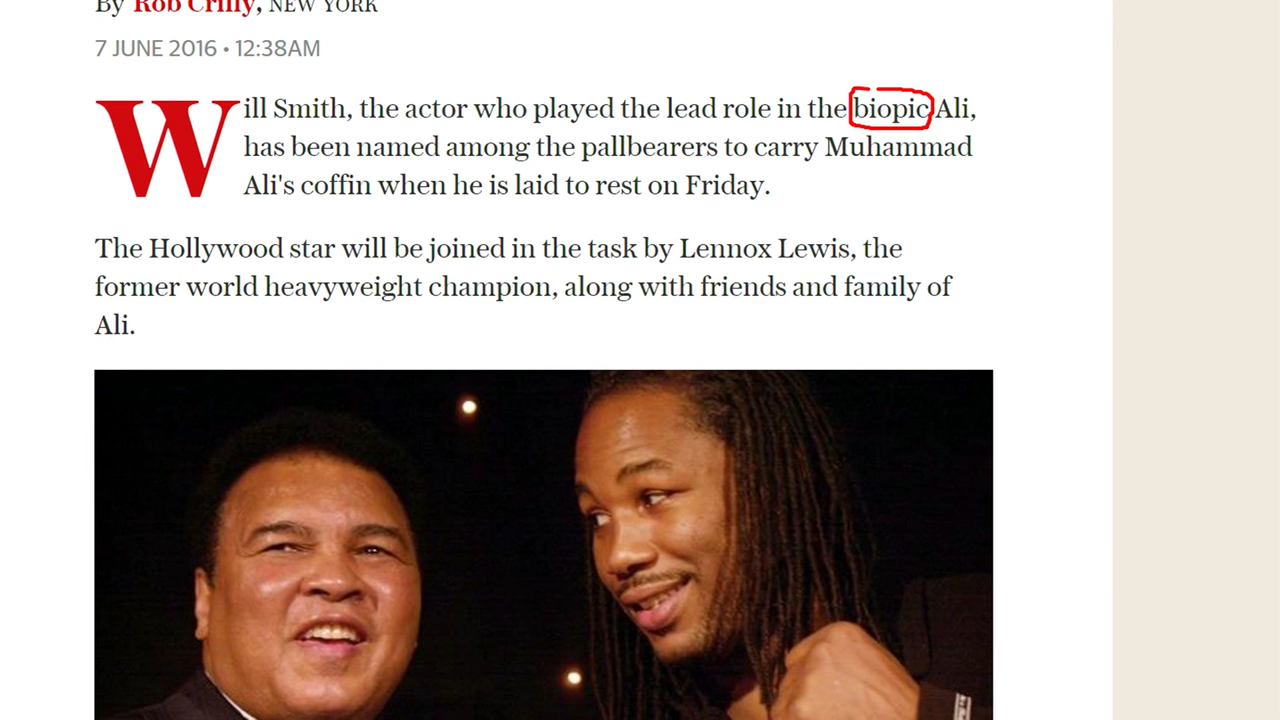 By Rob Crilly, NEW YORK
7 JUNE 2016 • 12:38AM
Will Smith, the actor who played the lead role in the biopic Ali,
has been named among the pallbearers to carry Muhammad
Ali's coffin when he is laid to rest on Friday.
The Hollywood star will be joined in the task by Lennox Lewis, the
former world heavyweight champion, along with friends and family of
Ali.